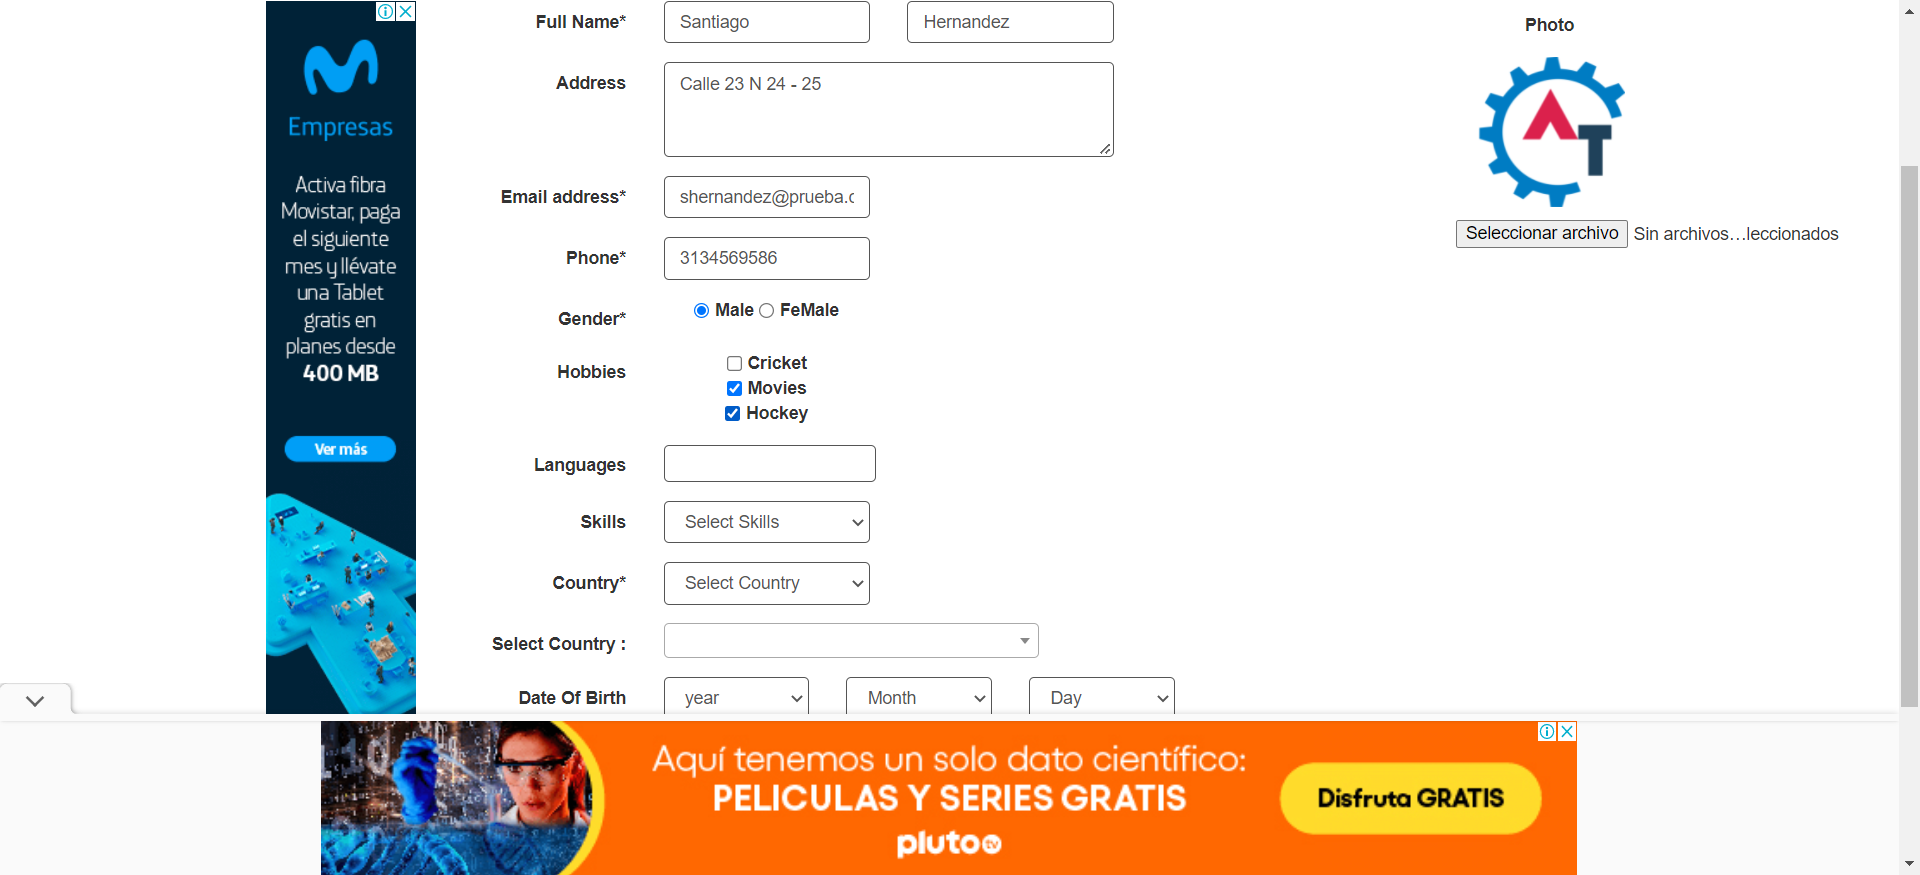 Full Name*
Santiago
Hernandez
Photo
Address
Calle 23 N 24 - 25
AT
Email address*
shernandez@prueba.c
Seleccionar archivo
Sin archivos…leccionados
Phone*
3134569586
Gender*
Male
FeMale
Hobbies
Cricket
Movies
Hockey
Languages
Skills
Select Skills
Country*
Select Country
Select Country :
Date Of Birth
year
Month
Day
Empresas
Activa fibra
Movistar, paga
el siguiente
mes y llévate
una Tablet
gratis en
planes desde
400 MB
Ver más
Aquí tenemos un solo dato científico:
PELICULAS Y SERIES GRATIS
pluto tv
Disfruta GRATIS